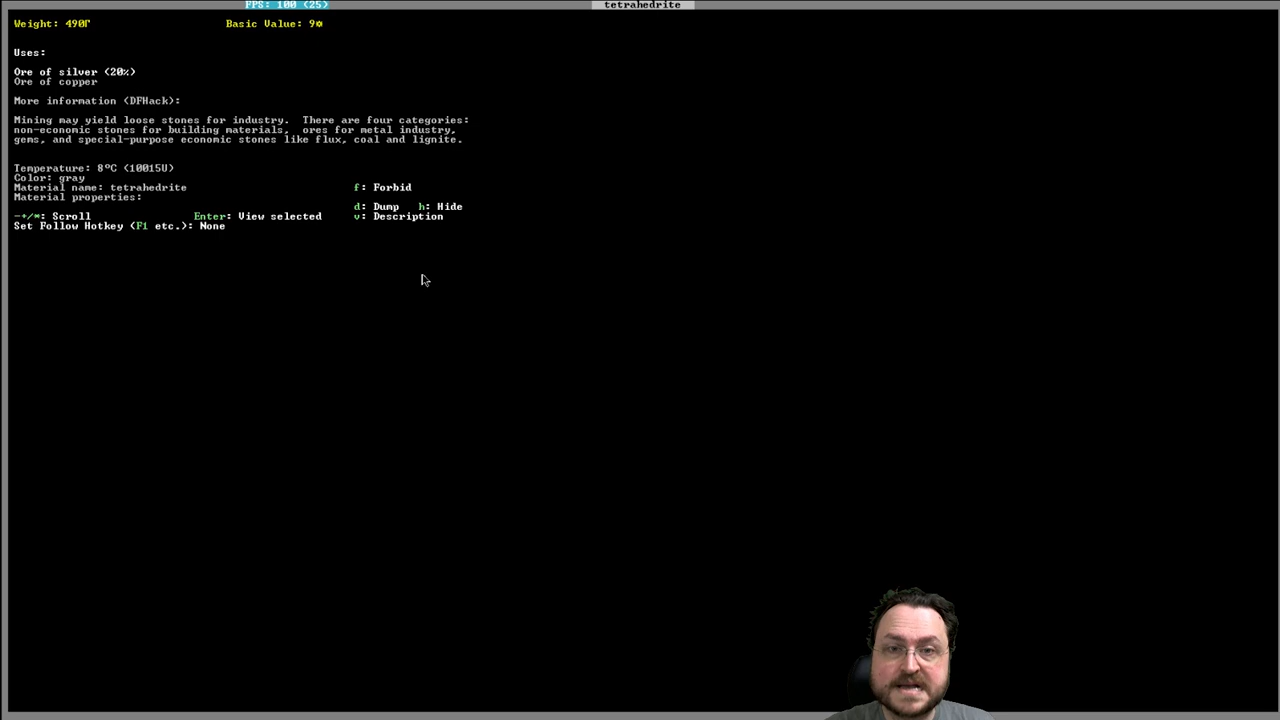 FPS: 100 (25) tetrahedrite
Weight: 490Γ Basic Value: 9☼
Uses:
Ore of silver (20%)
Ore of copper
More information (DFHack):
Mining may yield loose stones for industry. There are four categories:
non-economic stones for building materials, ores for metal industry,
gems, and special-purpose economic stones like flux, coal and lignite.
Temperature: 8ºC (10015U)
Color: gray
Material name: tetrahedrite f: Forbid
Material properties:
d: Dump h: Hide
-+/*: Scroll Enter: View selected v: Description
Set Follow Hotkey (F1 etc.): None